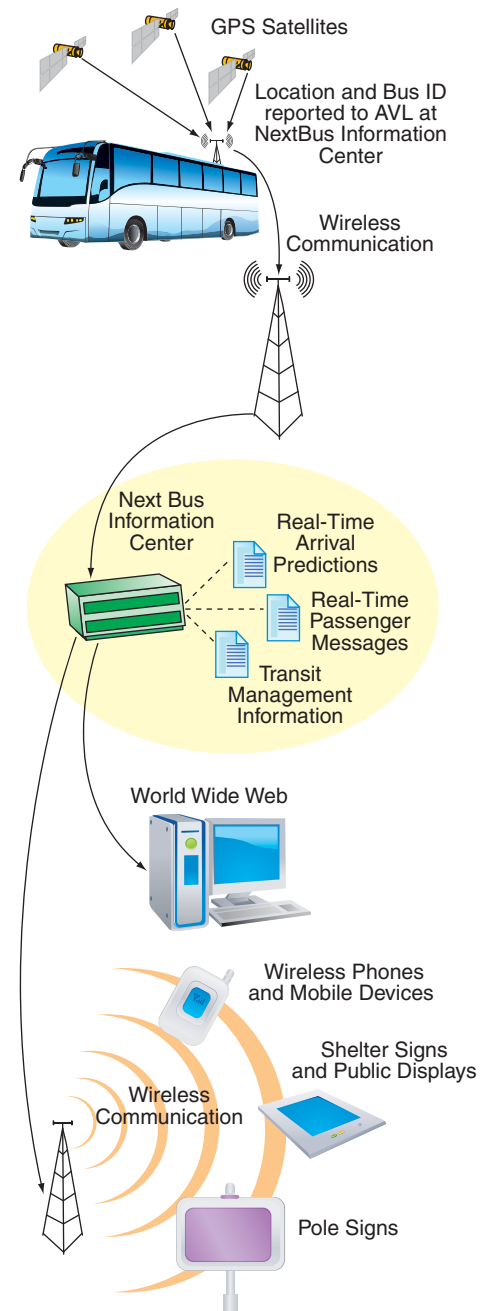 GPS Satellites
Location and Bus ID
reported to AVL at
NextBus Information
Center
Wireless
Communication
Next Bus
Information
Center
Real-Time
Arrival
Predictions
Real-Time
Passenger
Messages
Transit
Management
Information
World Wide Web
Wireless Phones
and Mobile Devices
Shelter Signs
and Public Displays
Wireless
Communication
Pole Signs